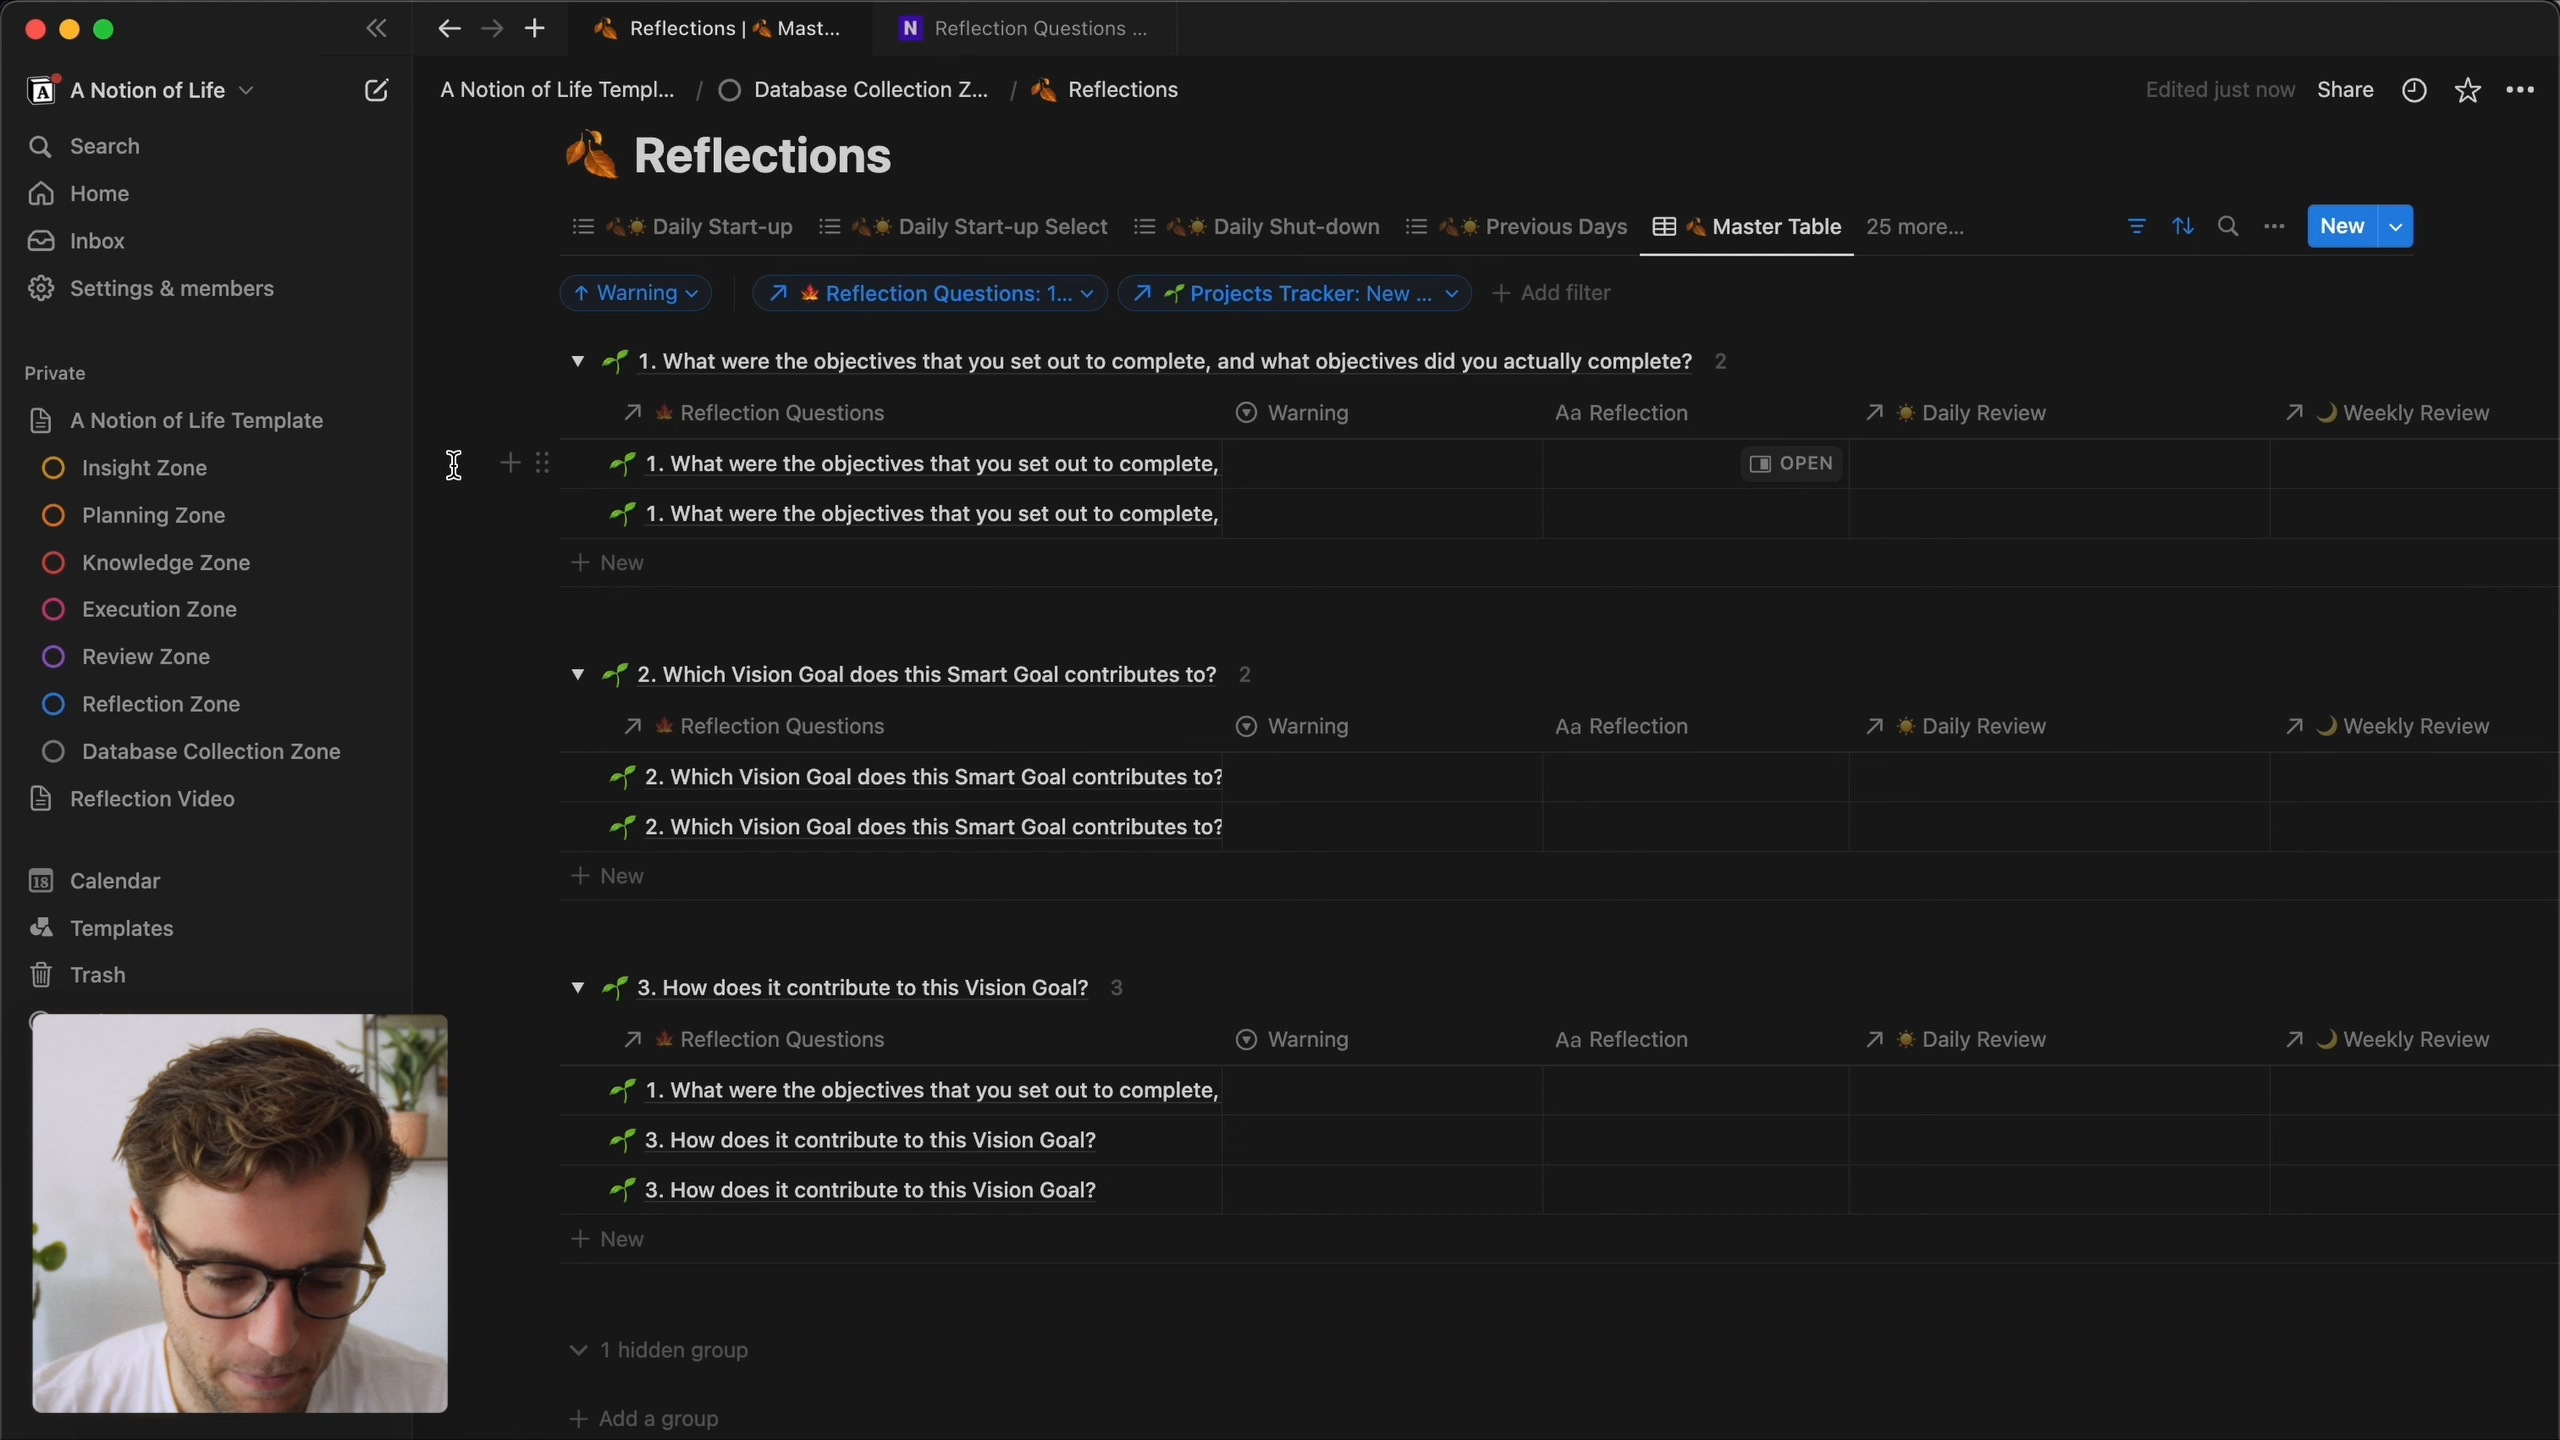 Reflections | Mast...
N Reflection Questions ...
A Notion of Life
A Notion of Life Templ... / Database Collection Z... / Reflections
Edited just now Share
Search
Home
Inbox
Settings & members
Private
A Notion of Life Template
Insight Zone
Planning Zone
Knowledge Zone
Execution Zone
Review Zone
Reflection Zone
Database Collection Zone
Reflection Video
18 Calendar
Templates
Trash
Reflections
Daily Start-up Daily Start-up Select Daily Shut-down Previous Days Master Table 25 more... New
Warning Reflection Questions: 1... Projects Tracker: New ... Add filter
1. What were the objectives that you set out to complete, and what objectives did you actually complete? 2
Reflection Questions Warning Aa Reflection Daily Review Weekly Review
1. What were the objectives that you set out to complete, OPEN
1. What were the objectives that you set out to complete,
New
2. Which Vision Goal does this Smart Goal contributes to? 2
Reflection Questions Warning Aa Reflection Daily Review Weekly Review
2. Which Vision Goal does this Smart Goal contributes to?
2. Which Vision Goal does this Smart Goal contributes to?
New
3. How does it contribute to this Vision Goal? 3
Reflection Questions Warning Aa Reflection Daily Review Weekly Review
1. What were the objectives that you set out to complete,
3. How does it contribute to this Vision Goal?
3. How does it contribute to this Vision Goal?
New
1 hidden group
Add a group